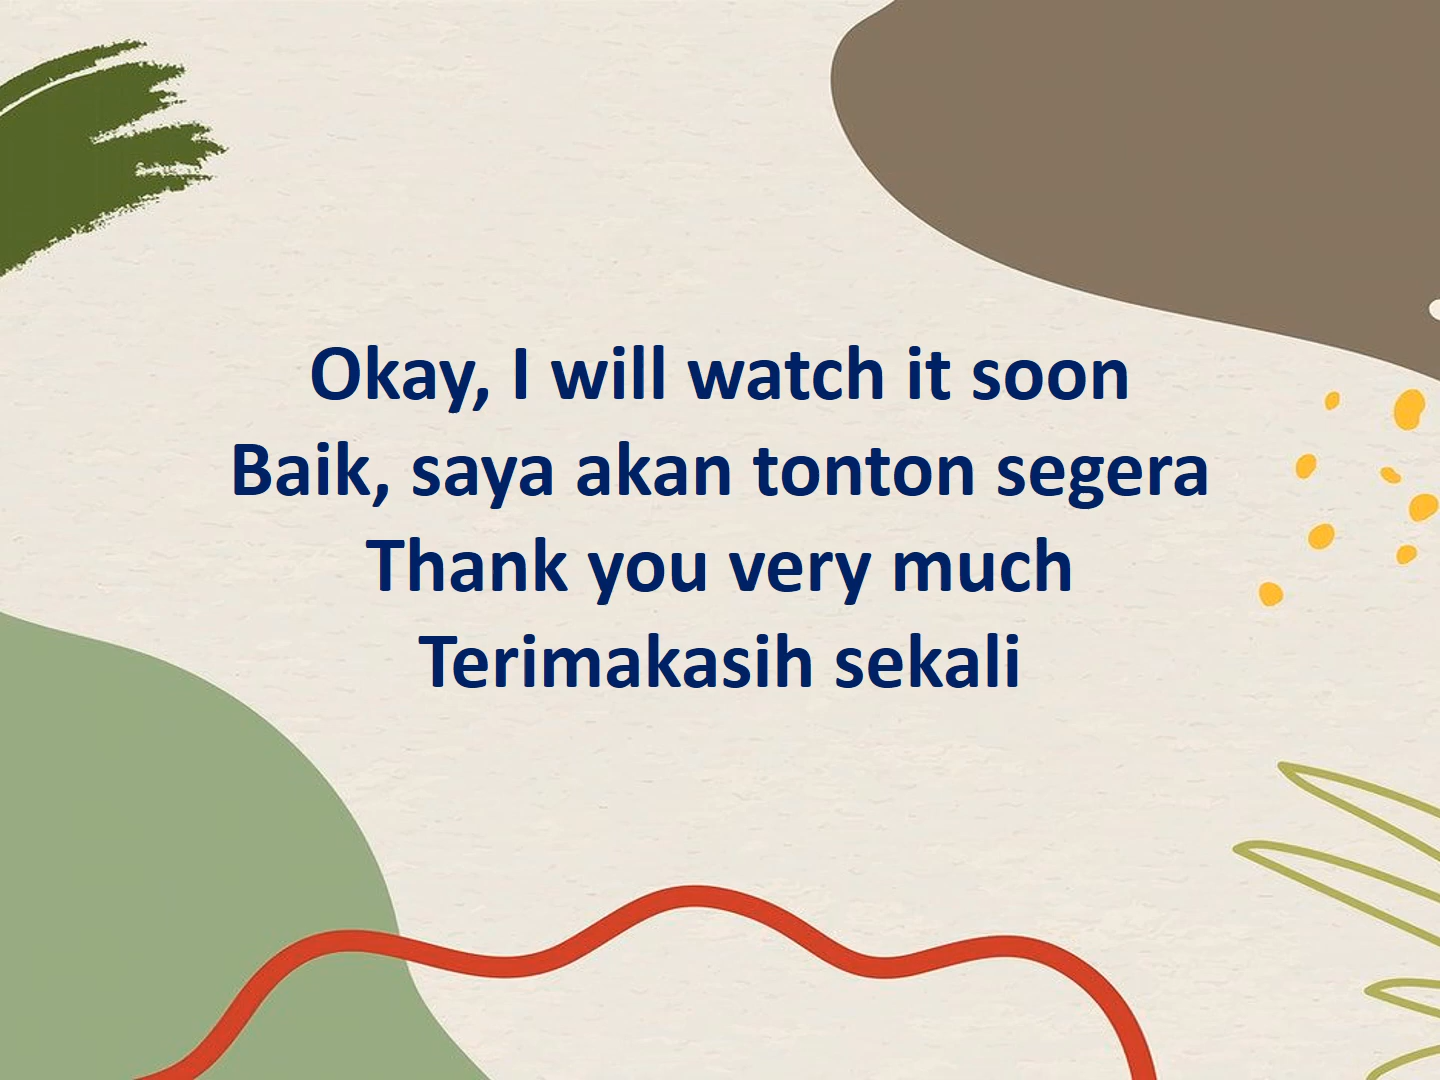 Okay, I will watch it soon
Baik, saya akan tonton segera
Thank you very much
Terimakasih sekali